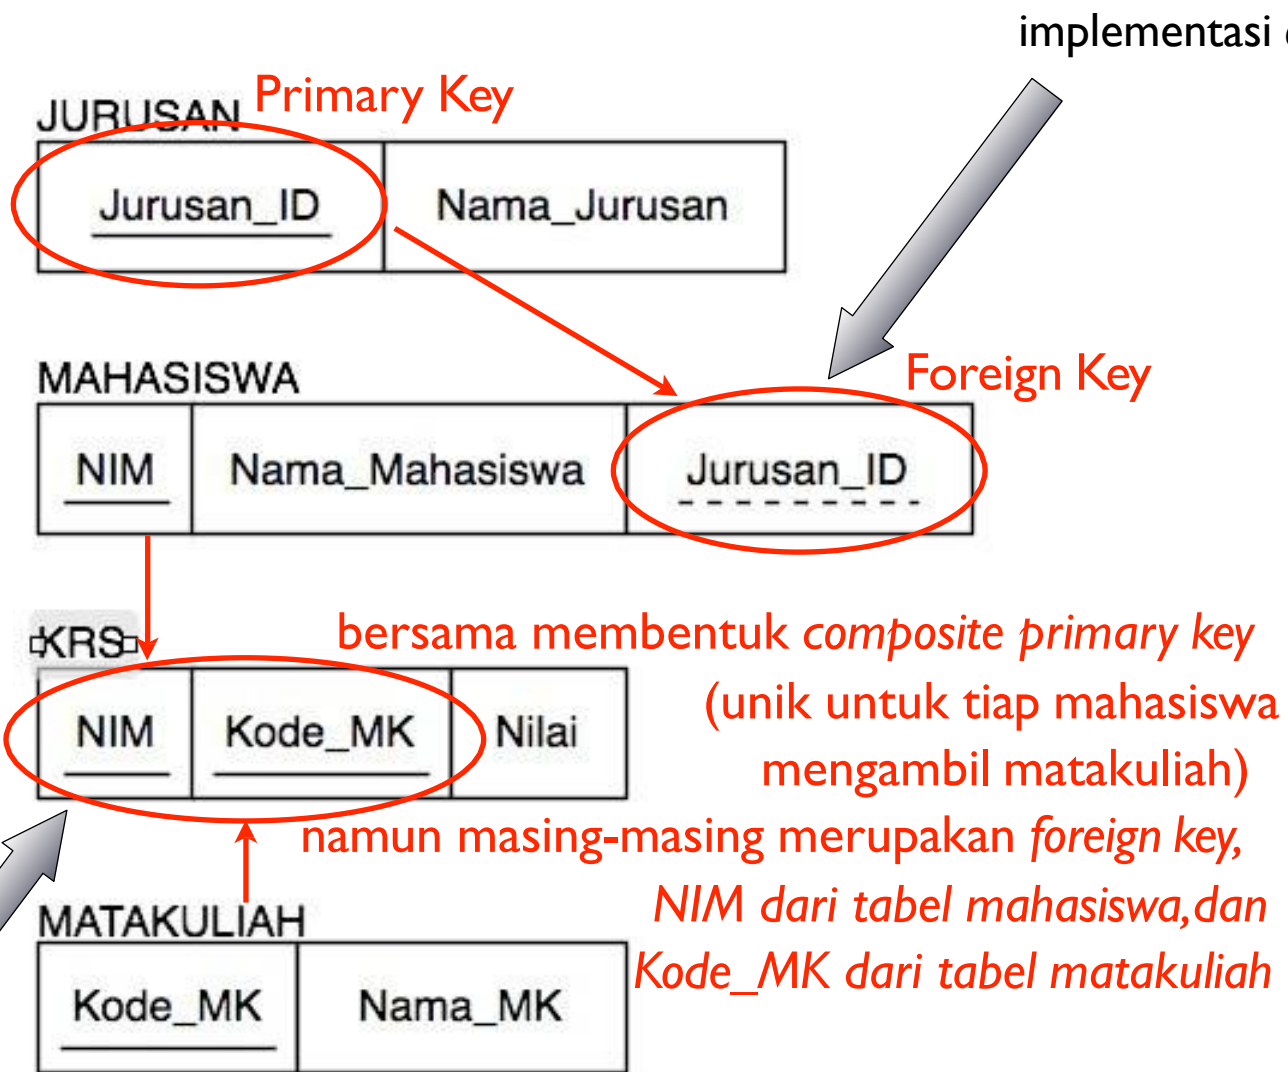 implementasi
JURUSAN
Primary Key
Jurusan_ID
Nama_Jurusan
MAHASISWA
Foreign Key
NIM
Nama_Mahasiswa
Jurusan_ID
KRS
bersama membentuk composite primary key
(unik untuk tiap mahasiswa
mengambil matakuliah)
NIM
Kode_MK
Nilai
namun masing-masing merupakan foreign key,
NIM dari tabel mahasiswa,dan
Kode_MK dari tabel matakuliah
MATAKULIAH
Kode_MK
Nama_MK